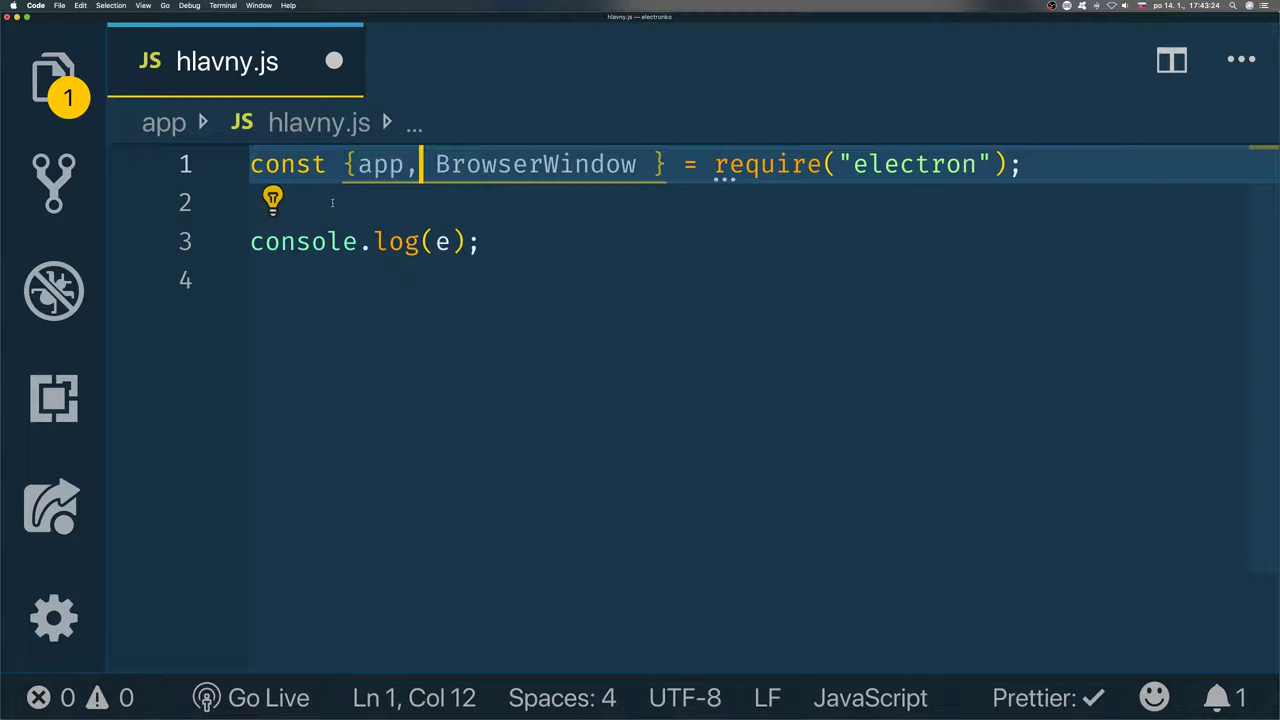 Code File Edit Selection View Go Debug Terminal Window Help
po 14. 1., 17:43:24
hlavny.js — electronko
JS hlavny.js
1
app JS hlavny.js ...
1 const {app, BrowserWindow } = require("electron");
2
3 console.log(e);
4
0 0 Go Live Ln 1, Col 12 Spaces: 4 UTF-8 LF JavaScript Prettier: 1